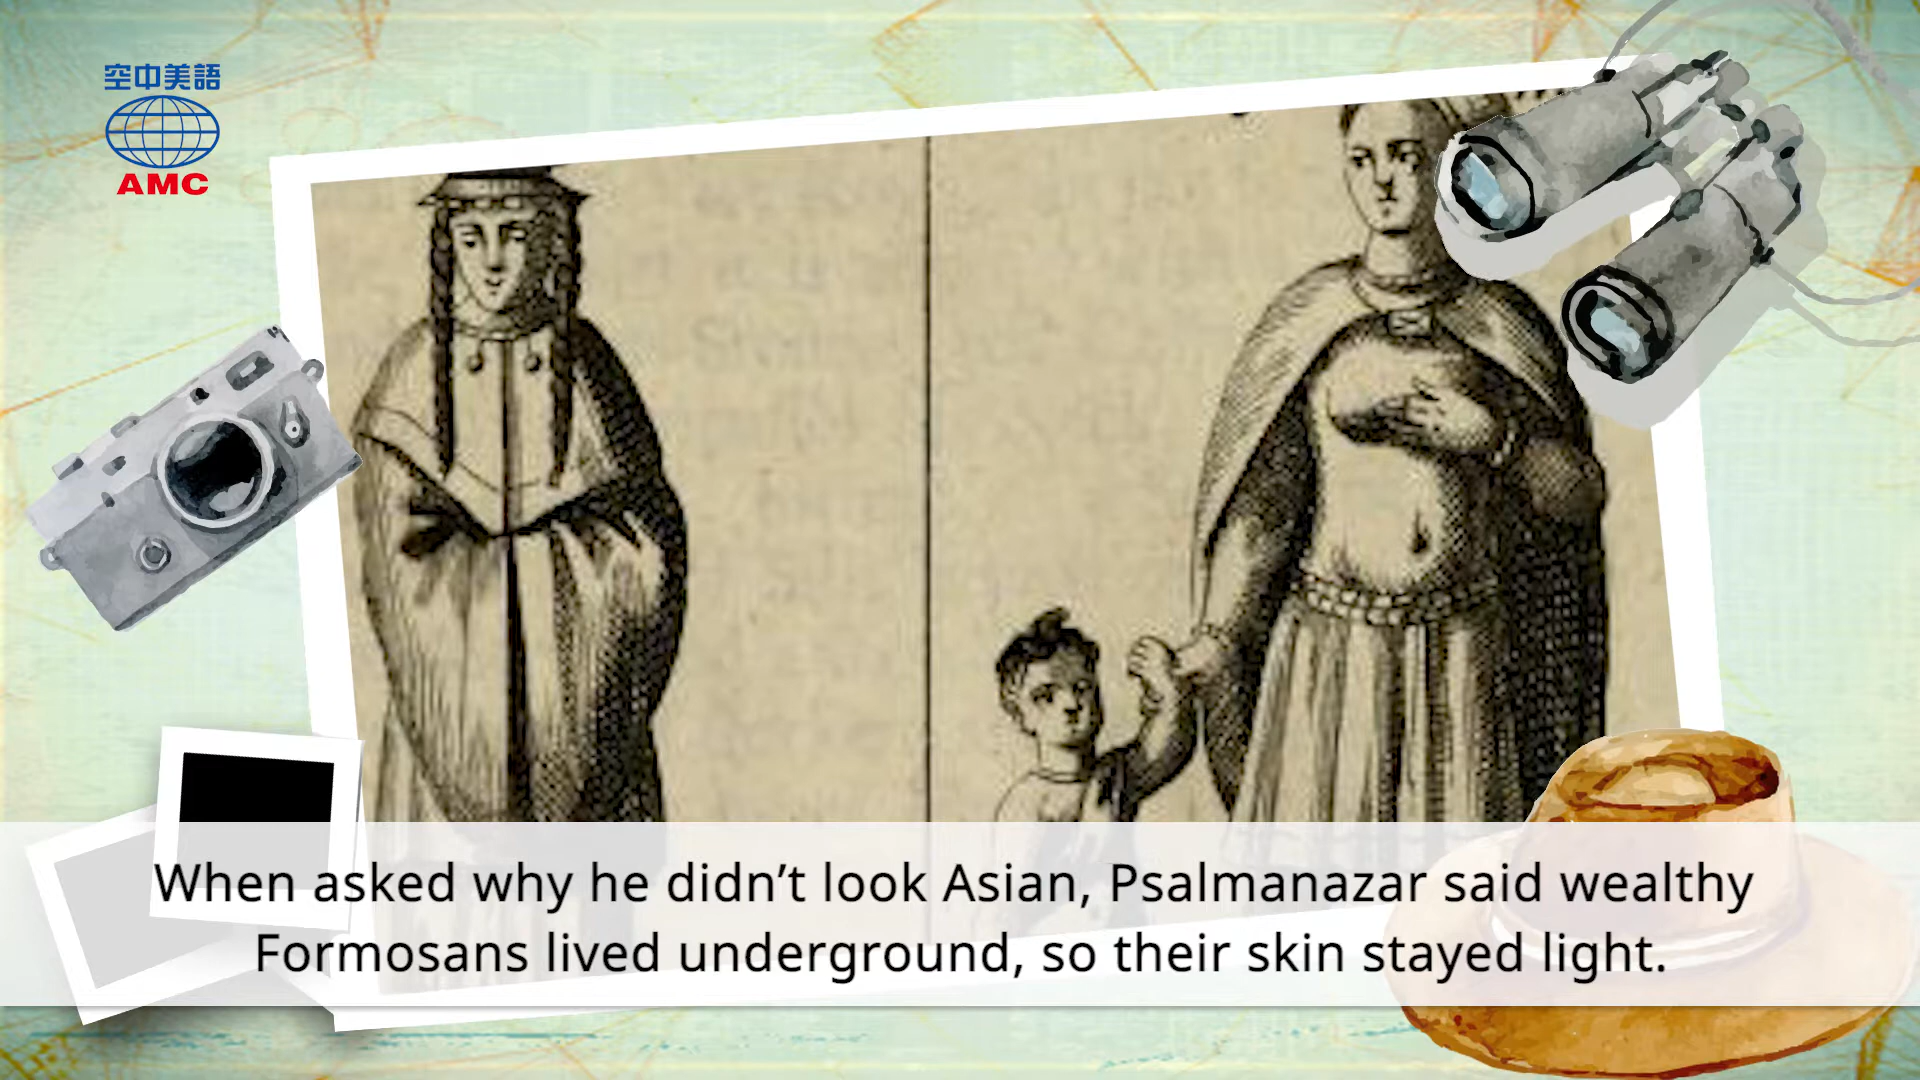 空中美語
AMC
When asked why he didn’t look Asian, Psalmanazar said wealthy
Formosans lived underground, so their skin stayed light.